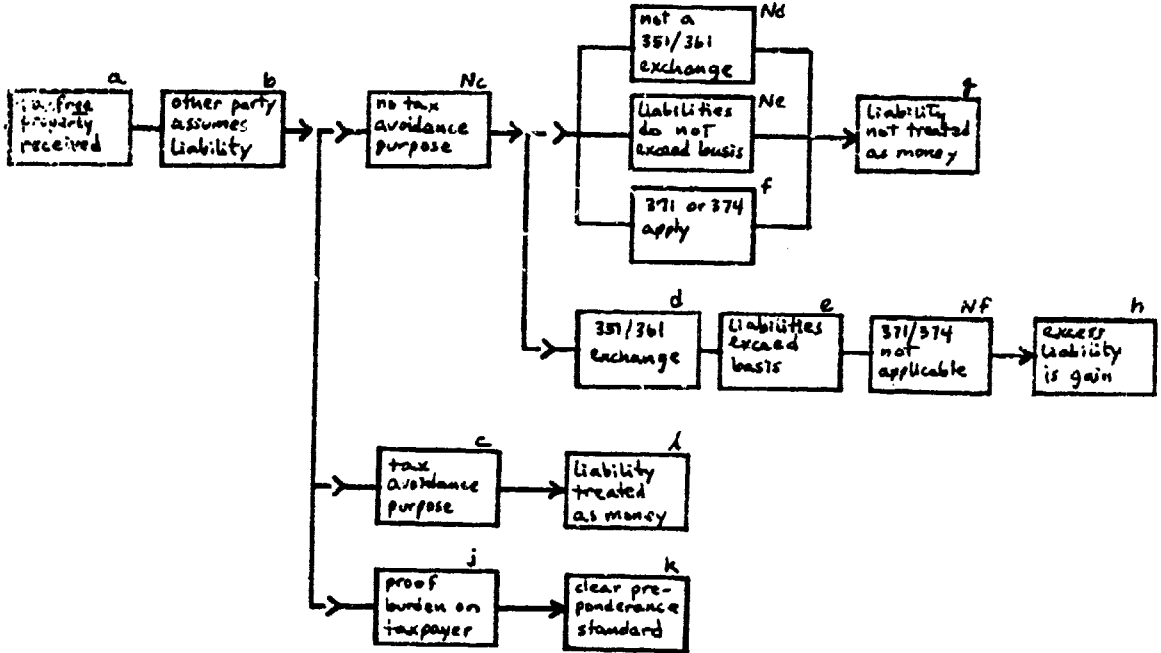 a
free
property
received
b
other party
assumes
liability
Nc
no tax
avoidance
purpose
Nd
not a
351/361
exchange
Ne
liabilities
do not
exceed basis
f
371 or 374
apply
g
liability
not treated
as money
d
351/361
exchange
e
liabilities
exceed
basis
Nf
371/374
not
applicable
h
excess
liability
is gain
c
tax
avoidance
purpose
liability
treated
as money
j
proof
burden on
taxpayer
k
clear pre-
ponderance
standard